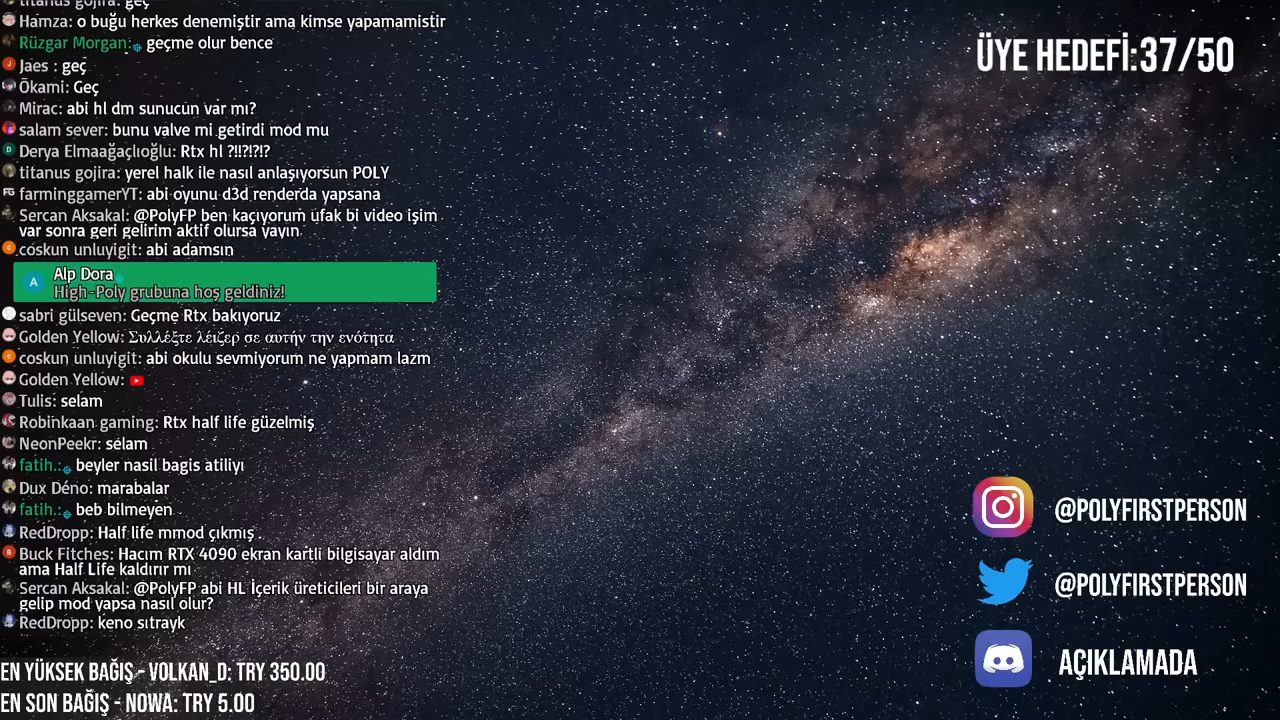 titanus gojira: geç
Hamza: o buğu herkes denemiştir ama kimse yapamamistir
Rüzgar Morgan: geçme olur bence
Jaes : geç
Ōkami: Geç
Mirac: abi hl dm sunucun var mı?
salam sever: bunu valve mi getirdi mod mu
Derya Elmaağaçlıoğlu: Rtx hl ?!!?!?!?
titanus gojira: yerel halk ile nasıl anlaşıyorsun POLY
FG farminggamerYT: abi oyunu d3d renderda yapsana
Sercan Aksakal: @PolyFP ben kaçıyorum ufak bi video işim
var sonra geri gelirim aktif olursa yayın
coskun unluyigit: abi adamsın
A Alp Dora
High-Poly grubuna hoş geldiniz!
sabri gülseven: Geçme Rtx bakıyoruz
Golden Yellow: Συλλέξτε λέιζερ σε αυτήν την ενότητα
coskun unluyigit: abi okulu sevmiyorum ne yapmam lazm
Golden Yellow:
Tulis: selam
Robinkaan gaming: Rtx half life güzelmiş
NeonPeekr: selam
fatih.: beyler nasil bagis atiliyı
Dux Déno: marabalar
fatih.: beb bilmeyen
RedDropp: Half life mmod çıkmış .
Buck Fitches: Hacım RTX 4090 ekran kartli bilgisayar aldım
ama Half Life kaldırır mı
Sercan Aksakal: @PolyFP abi HL İçerik üreticileri bir araya
gelip mod yapsa nasıl olur?
RedDropp: keno sıtrayk
EN YÜKSEK BAĞIŞ - VOLKAN_D: TRY 350.00
EN SON BAĞIŞ - NOWA: TRY 5.00
ÜYE HEDEFİ:37/50
@POLYFIRSTPERSON
@POLYFIRSTPERSON
AÇIKLAMADA